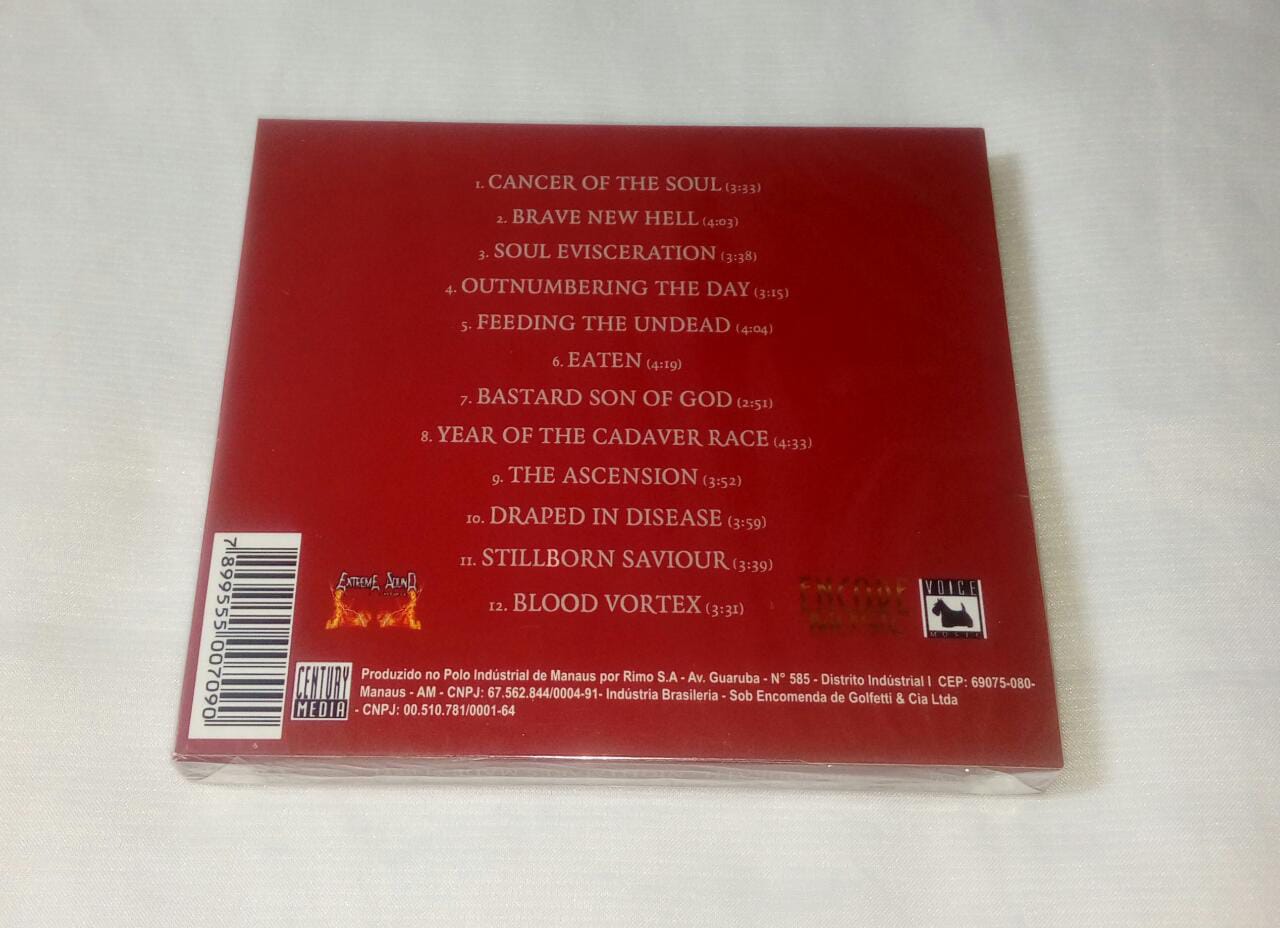 1. CANCER OF THE SOUL (3:33)
2. BRAVE NEW HELL (4:03)
3. SOUL EVISCERATION (3:38)
4. OUTNUMBERING THE DAY (3:15)
5. FEEDING THE UNDEAD (4:04)
6. EATEN (4:19)
7. BASTARD SON OF GOD (2:51)
8. YEAR OF THE CADAVER RACE (4:33)
9. THE ASCENSION (3:52)
10. DRAPED IN DISEASE (3:59)
11. STILLBORN SAVIOUR (3:39)
12. BLOOD VORTEX (3:31)
7899555007090
EXTREME SOUND
ENCORE
MUSIC
VOICE
MUSIC
CENTURY
MEDIA
Produzido no Polo Indústrial de Manaus por Rimo S.A - Av. Guaruba - N° 585 - Distrito Indústrial I CEP: 69075-080-
Manaus - AM - CNPJ: 67.562.844/0004-91- Indústria Brasileria - Sob Encomenda de Golfetti & Cia Ltda
- CNPJ: 00.510.781/0001-64